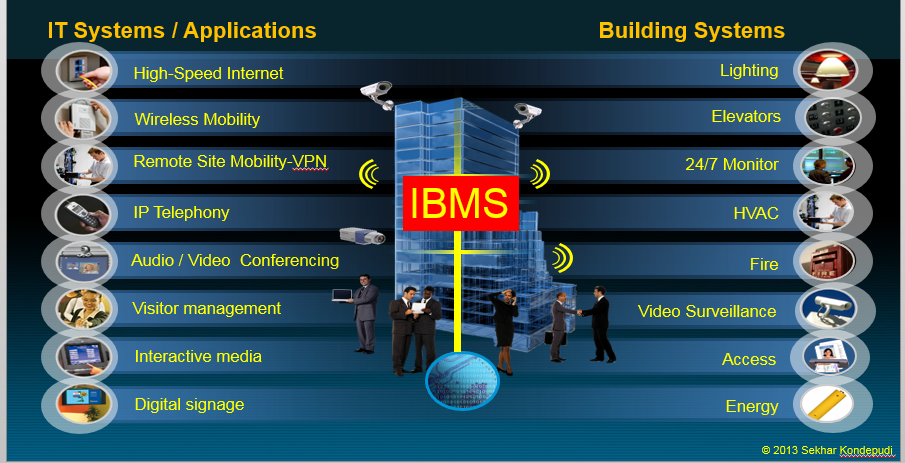 IT Systems / Applications
Building Systems
High-Speed Internet
Wireless Mobility
Remote Site Mobility-VPN
IP Telephony
Audio / Video  Conferencing
Visitor management
Interactive media
Digital signage
IBMS
Lighting
Elevators
24/7 Monitor
HVAC
Fire
Video Surveillance
Access
Energy
© 2013 Sekhar Kondepudi